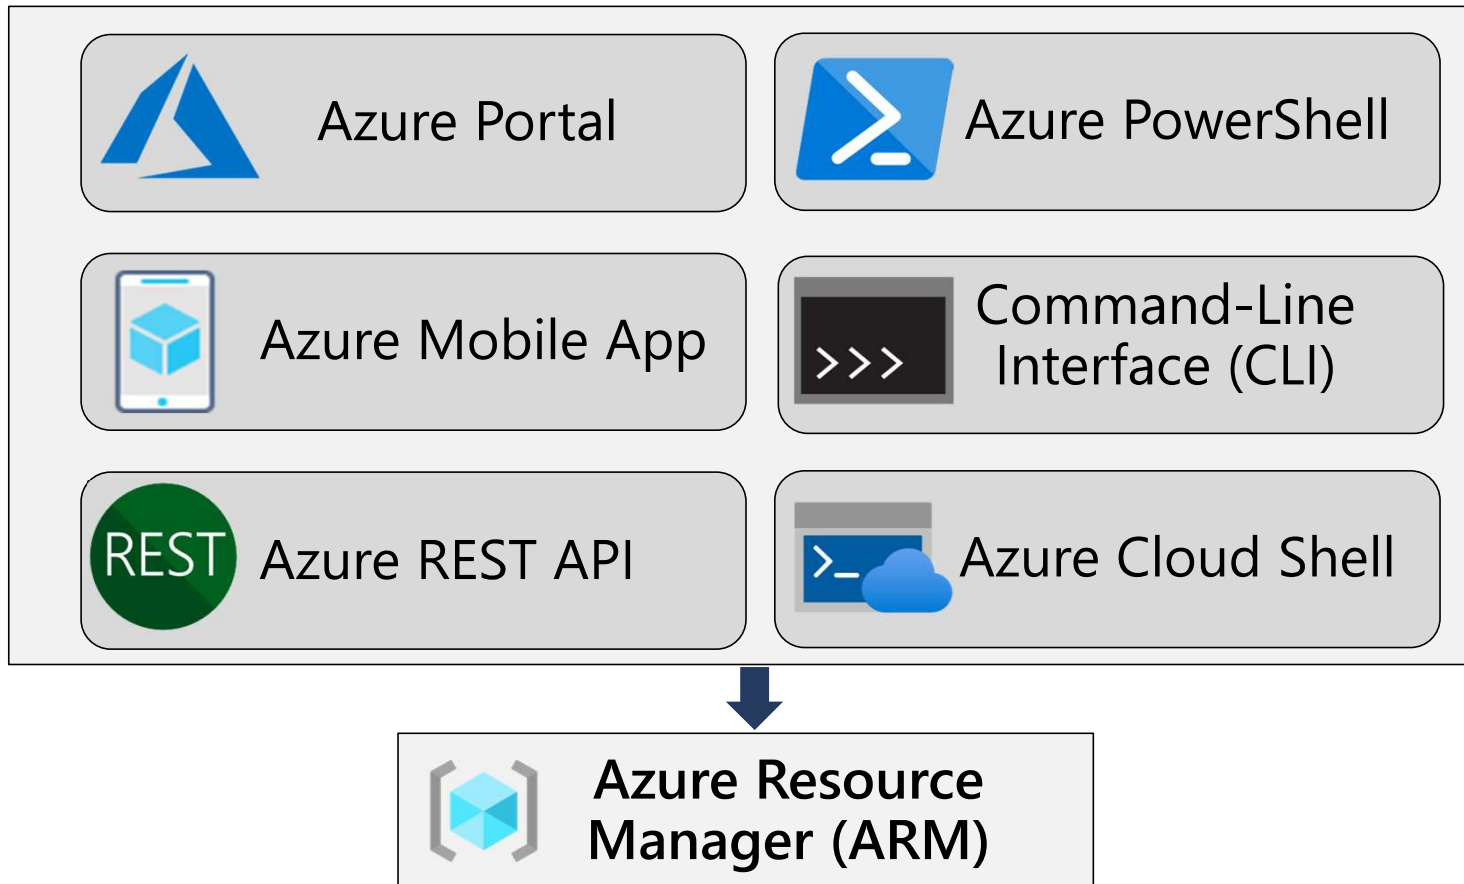 Azure Portal
Azure PowerShell
Azure Mobile App
>>>
Command-Line
Interface (CLI)
REST
Azure REST API
>_
Azure Cloud Shell
Azure Resource
Manager (ARM)